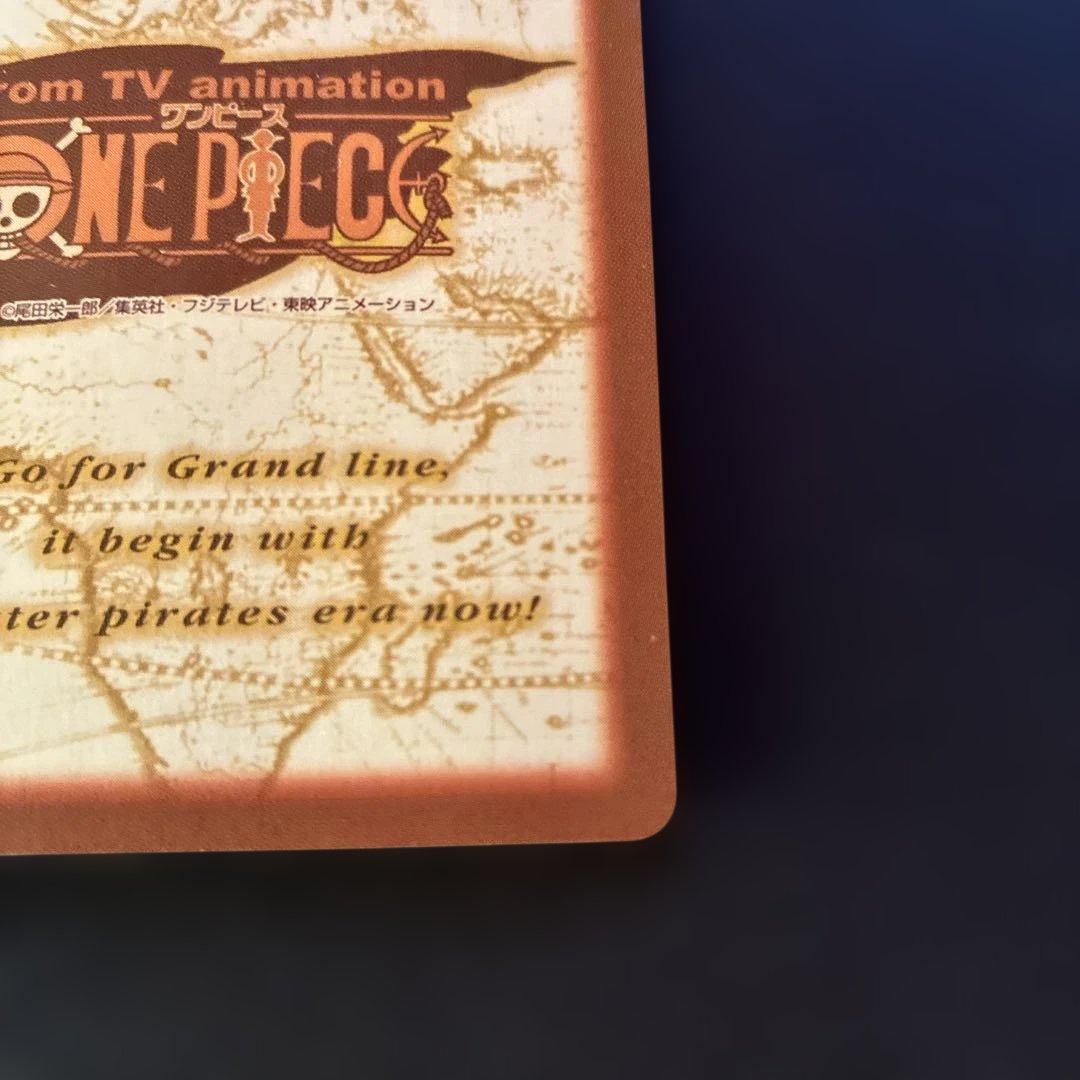 rom TV animation
ワンピース
ONE PIECE
©尾田栄一郎／集英社・フジテレビ・東映アニメーション
Go for Grand line,
it begin with
ter pirates era now!